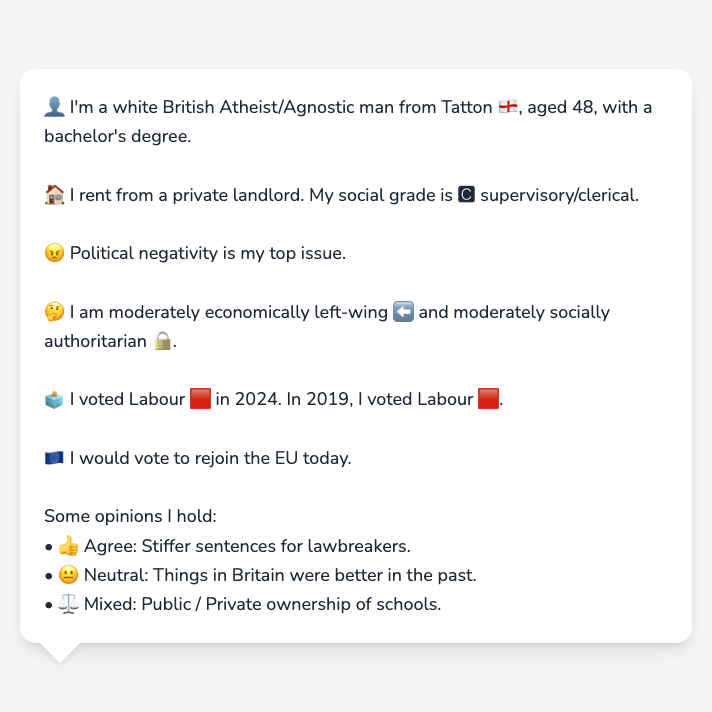 👤 I'm a white British Atheist/Agnostic man from Tatton 🏴󠁧󠁢󠁥󠁮󠁧󠁿, aged 48, with a
bachelor's degree.
🏠 I rent from a private landlord. My social grade is 🅲 supervisory/clerical.
😠 Political negativity is my top issue.
🤔 I am moderately economically left-wing ⬅️ and moderately socially
authoritarian 🔒.
🗳️ I voted Labour 🟥 in 2024. In 2019, I voted Labour 🟥.
🇪🇺 I would vote to rejoin the EU today.
Some opinions I hold:
• 👍 Agree: Stiffer sentences for lawbreakers.
• 😐 Neutral: Things in Britain were better in the past.
• ⚖️ Mixed: Public / Private ownership of schools.